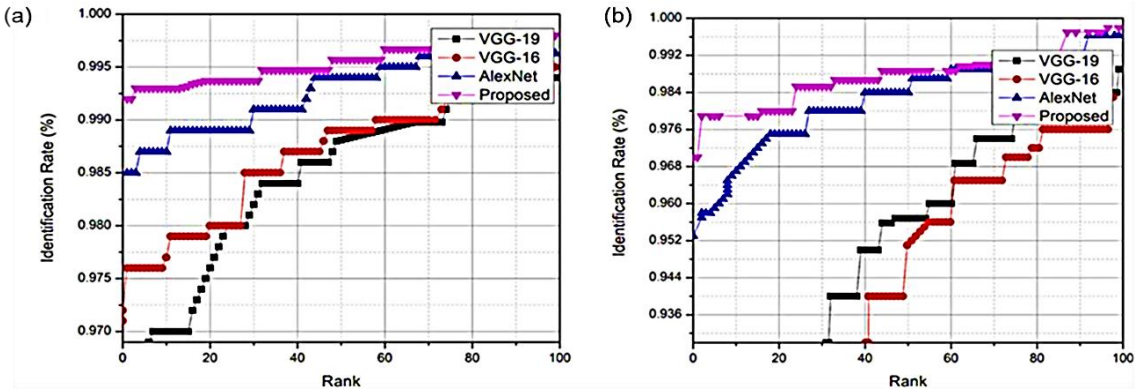 (a)
1.000
0.995
0.990
0.985
0.980
0.975
0.970
Identification Rate (%)
0 20 40 60 80 100
Rank
VGG-19
VGG-16
AlexNet
Proposed
(b)
1.000
0.992
0.984
0.976
0.968
0.960
0.952
0.944
0.936
Identification Rate (%)
0 20 40 60 80 100
Rank
VGG-19
VGG-16
AlexNet
Proposed